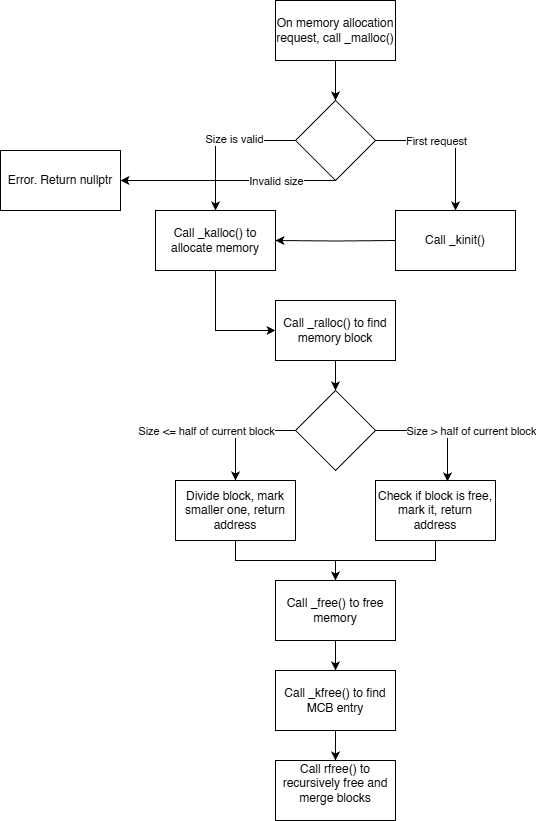 On memory allocation
request, call _malloc()
Size is valid
First request
Error. Return nullptr
Invalid size
Call _kalloc() to
allocate memory
Call _kinit()
Call _ralloc() to find
memory block
Size <= half of current block
Size > half of current block
Divide block, mark
smaller one, return
address
Check if block is free,
mark it, return
address
Call _free() to free
memory
Call _kfree() to find
MCB entry
Call rfree() to
recursively free and
merge blocks